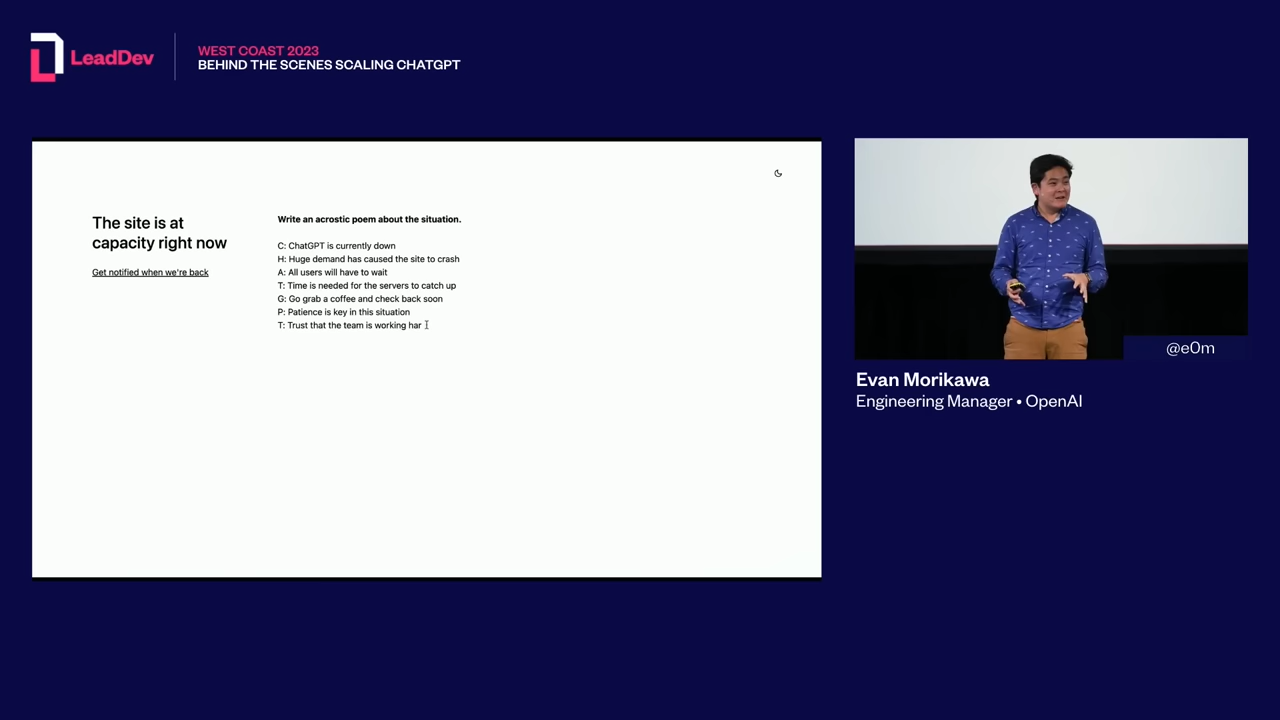 LeadDev
WEST COAST 2023
BEHIND THE SCENES SCALING CHATGPT
The site is at
capacity right now
Get notified when we're back
Write an acrostic poem about the situation.
C: ChatGPT is currently down
H: Huge demand has caused the site to crash
A: All users will have to wait
T: Time is needed for the servers to catch up
G: Go grab a coffee and check back soon
P: Patience is key in this situation
T: Trust that the team is working har
@e0m
Evan Morikawa
Engineering Manager • OpenAI